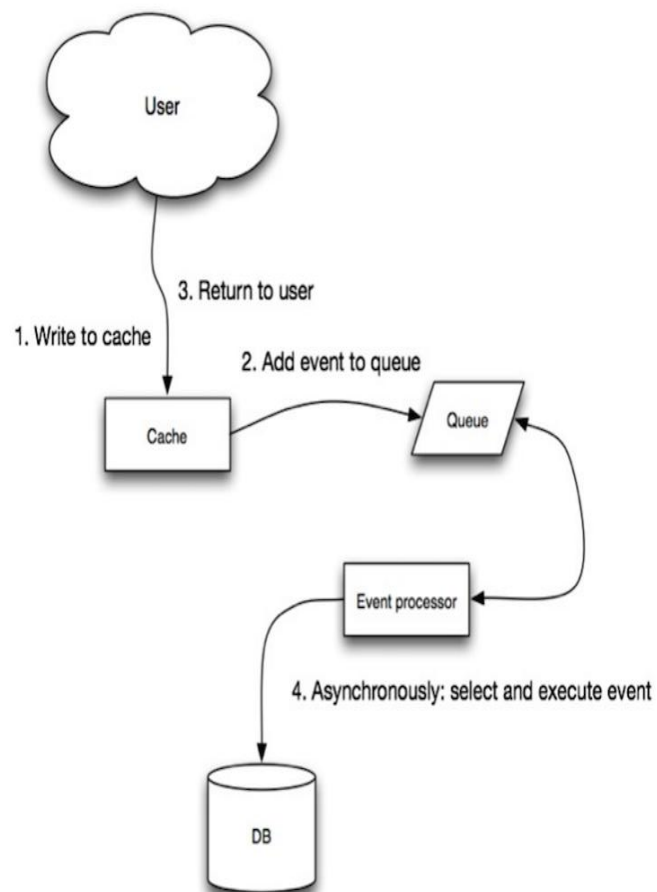 User
3. Return to user
1. Write to cache
2. Add event to queue
Cache
Queue
Event processor
4. Asynchronously: select and execute event
DB